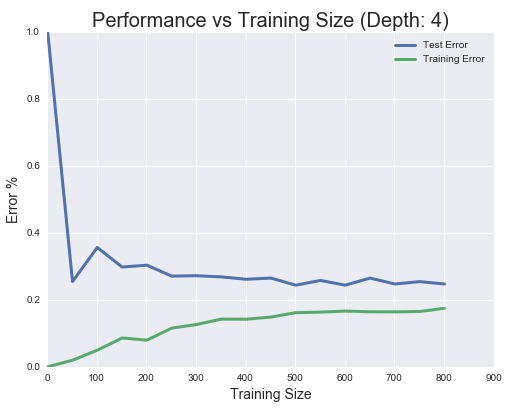 Performance vs Training Size (Depth: 4)
Test Error
Training Error
Error %
1.0
0.8
0.6
0.4
0.2
0.0
0 100 200 300 400 500 600 700 800 900
Training Size